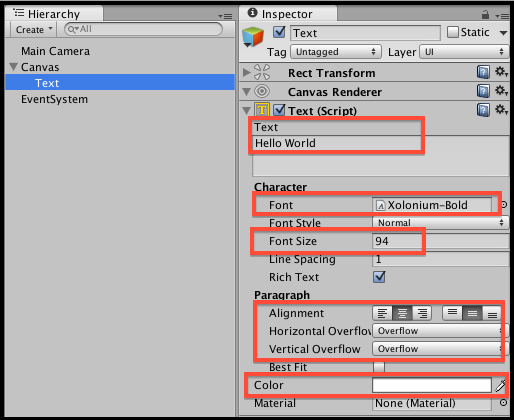 Hierarchy
Create
All
Main Camera
Canvas
Text
EventSystem
Inspector
Text
Static
Tag Untagged Layer UI
Rect Transform
Canvas Renderer
Text (Script)
Text
Hello World
Character
Font Xolonium-Bold
Font Style Normal
Font Size 94
Line Spacing 1
Rich Text
Paragraph
Alignment
Horizontal Overflow Overflow
Vertical Overflow Overflow
Best Fit
Color
Material None (Material)